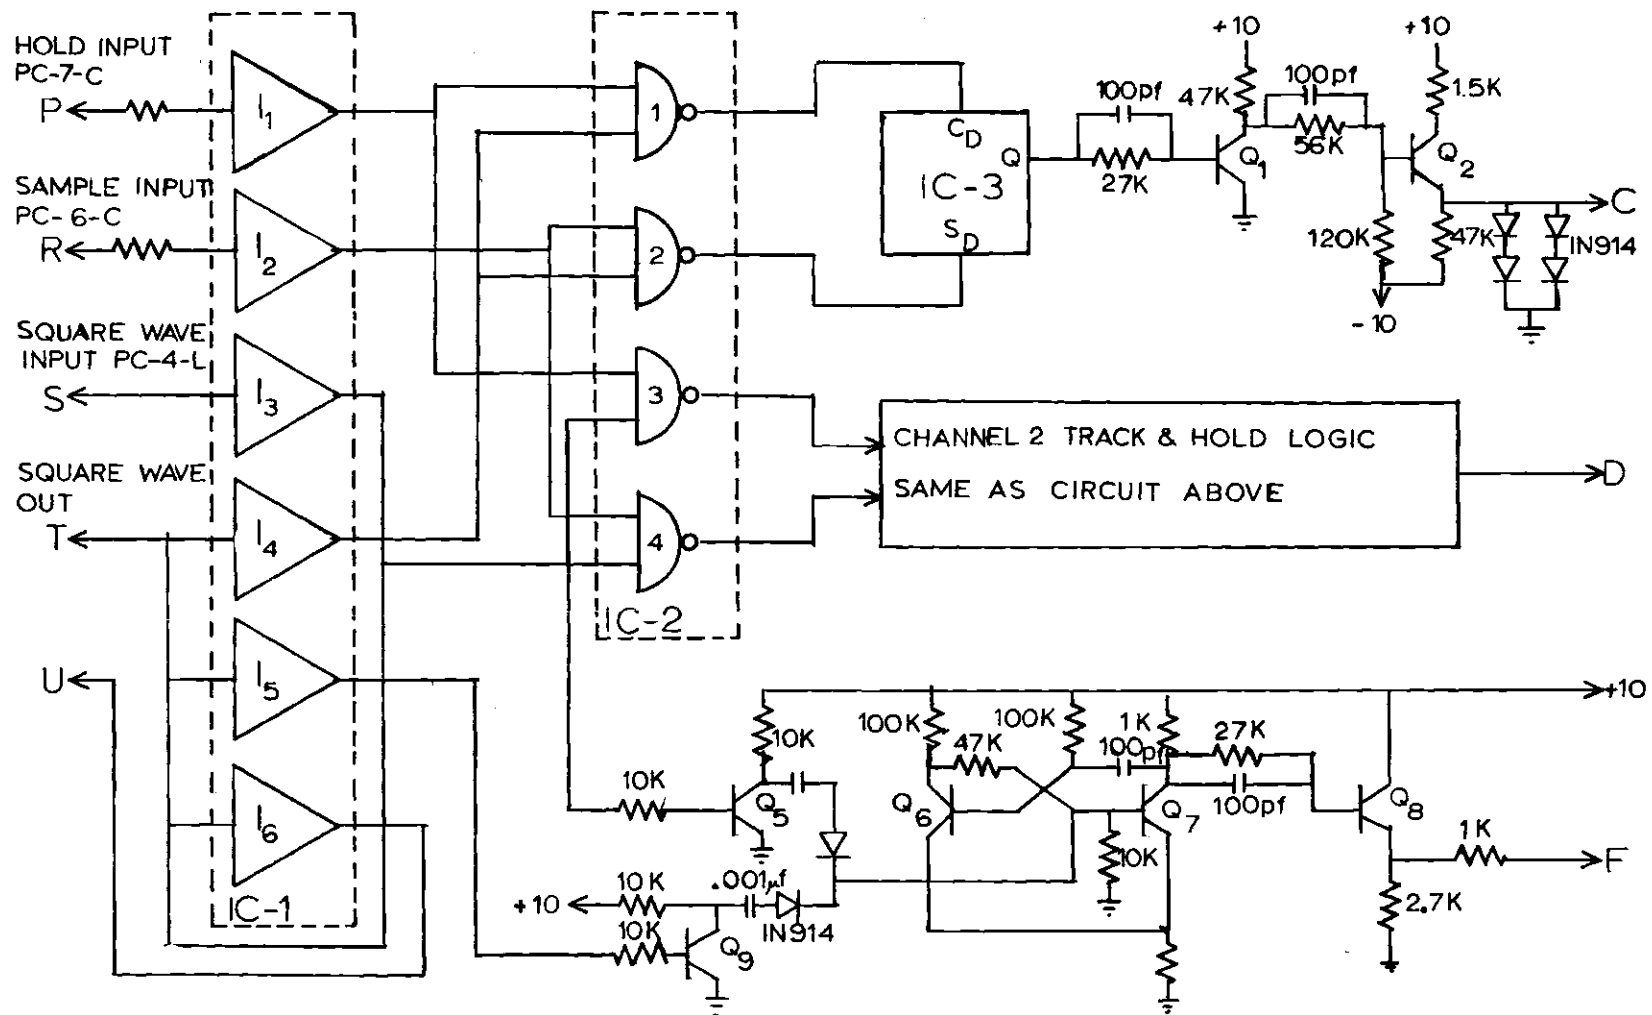 HOLD INPUT
PC-7-C
P
I1
SAMPLE INPUT
PC-6-C
R
I2
SQUARE WAVE
INPUT PC-4-L
S
I3
SQUARE WAVE
OUT
T
I4
U
I5
I6
IC-1
1
2
3
4
IC-2
CD
Q
IC-3
SD
100pf
27K
+10
47K
Q1
100pf
56K
+10
1.5K
Q2
120K
47K
-10
IN914
C
CHANNEL 2 TRACK & HOLD LOGIC
SAME AS CIRCUIT ABOVE
D
+10
10K
10K
Q5
100K
47K
100K
1K
100pf
27K
100pf
Q6
Q7
10K
Q8
1K
F
2.7K
+10
10K
.001μf
IN914
10K
Q9